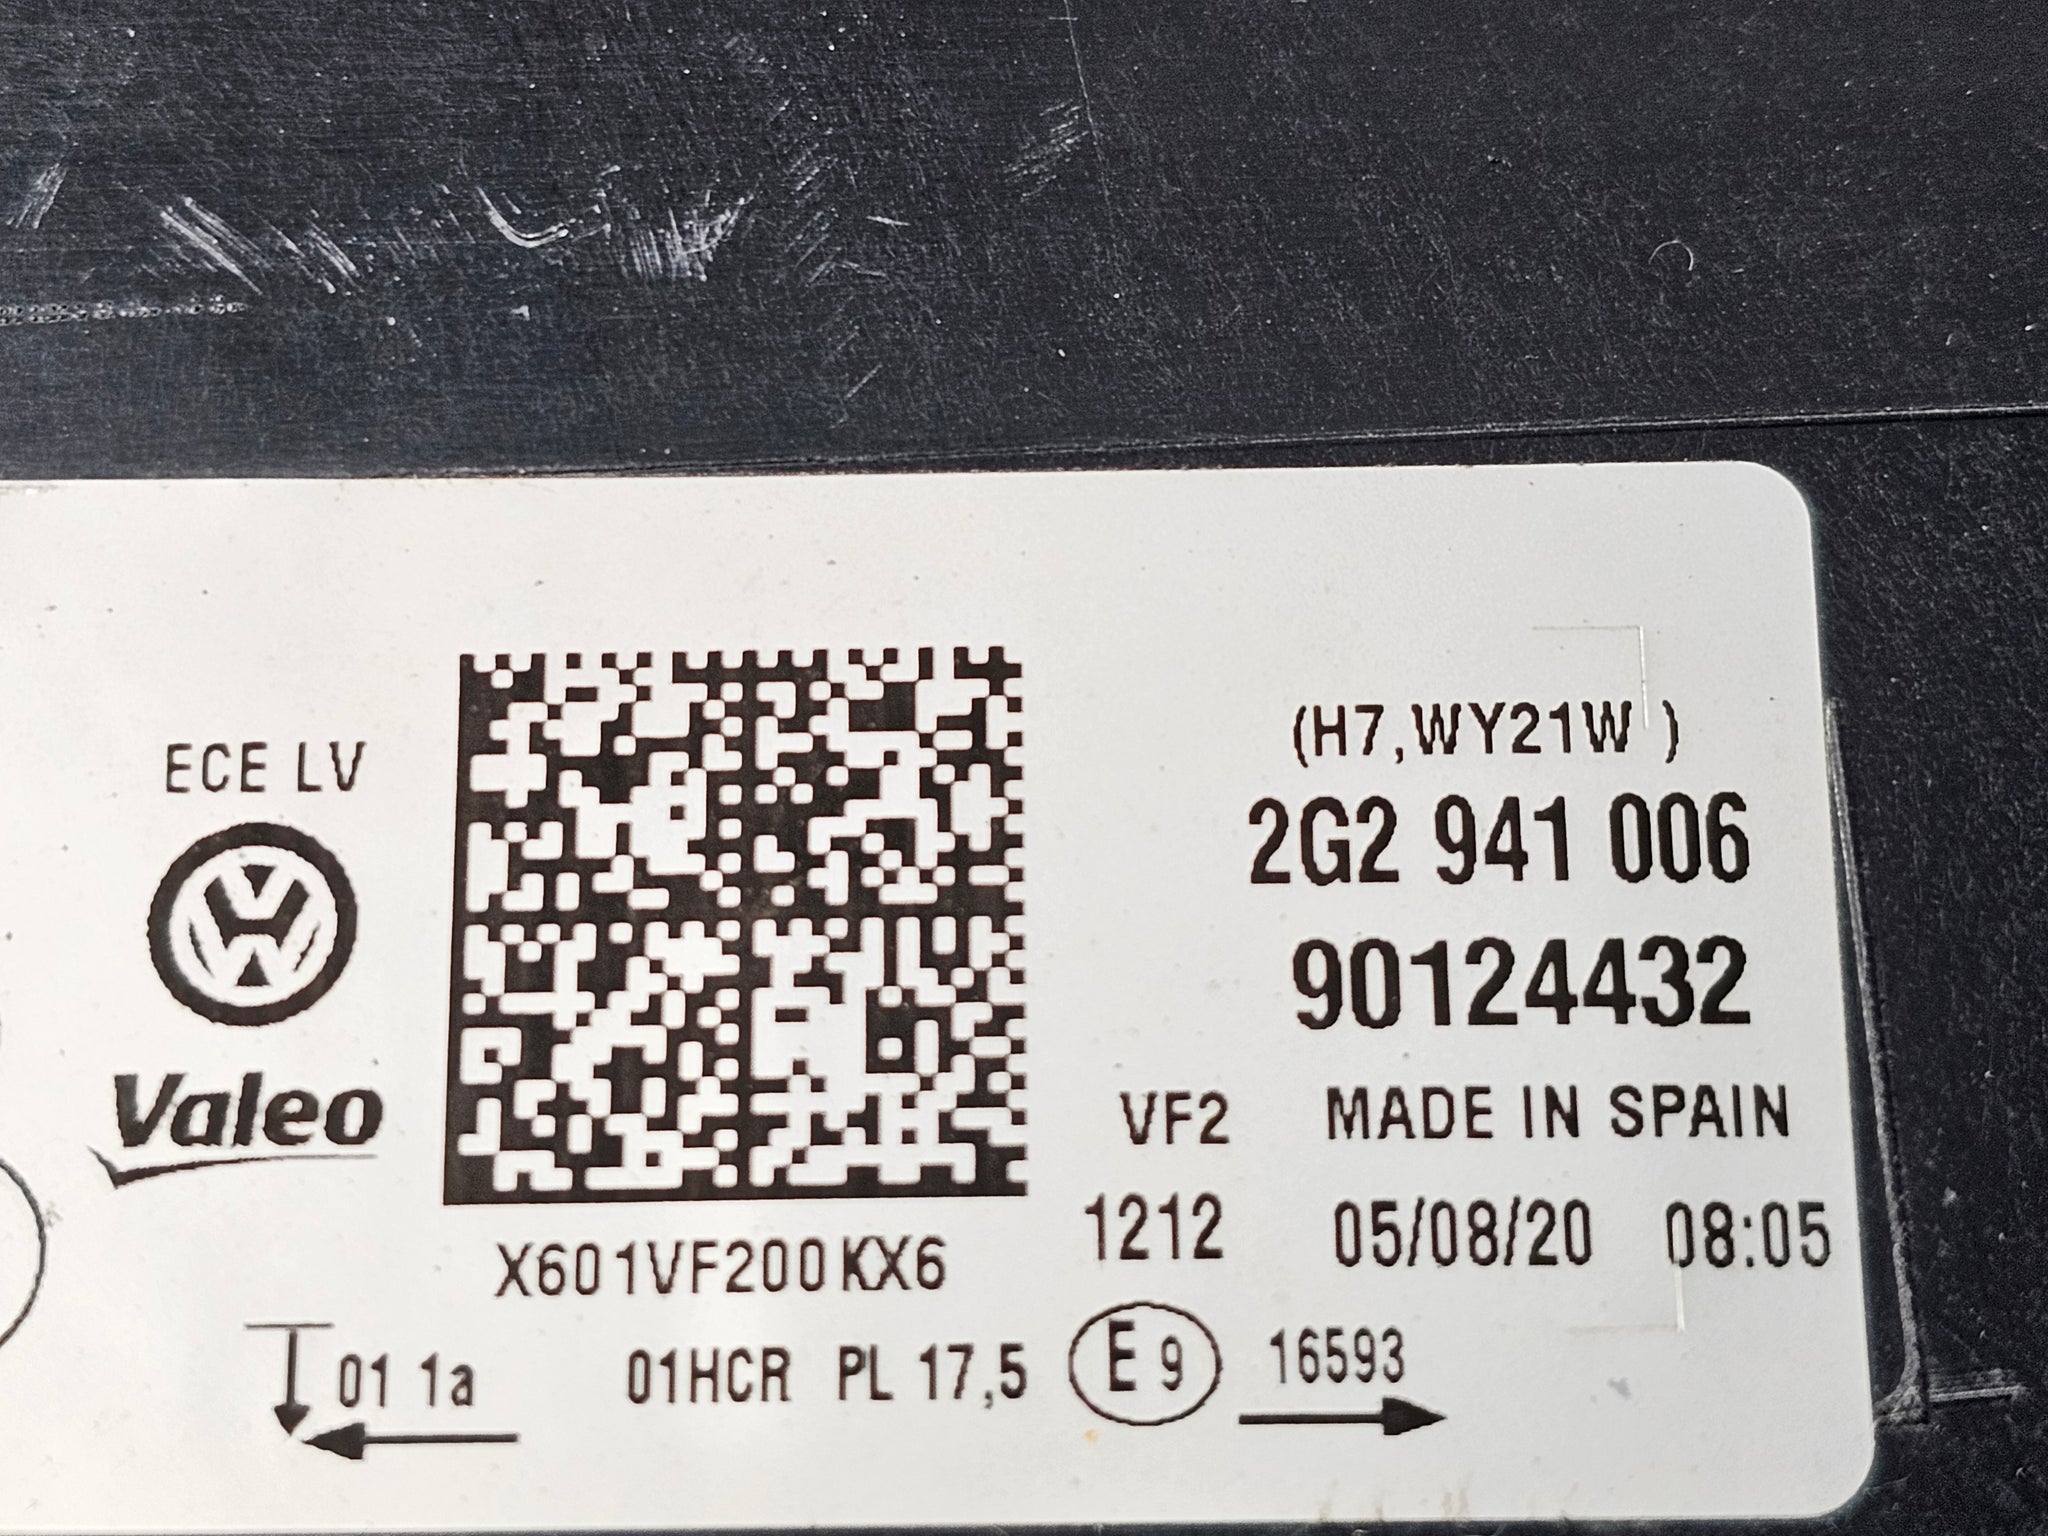 ECE LV
Valeo
X601VF200KX6
(H7,WY21W )
2G2 941 006
90124432
VF2 MADE IN SPAIN
1212 05/08/20 08:05
01 1a 01HCR PL 17,5 E9 16593